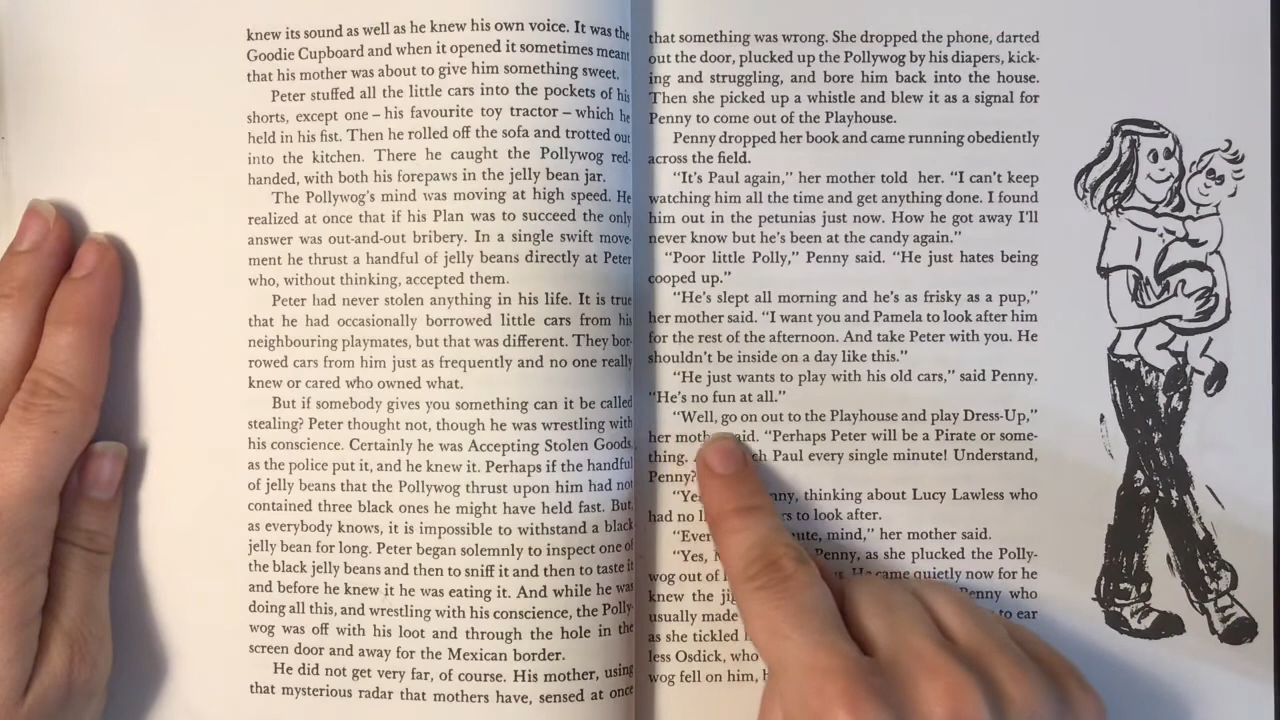 knew its sound as well as he knew his own voice. It was the
Goodie Cupboard and when it opened it sometimes meant
that his mother was about to give him something sweet.
Peter stuffed all the little cars into the pockets of his
shorts, except one – his favourite toy tractor – which he
held in his fist. Then he rolled off the sofa and trotted out
into the kitchen. There he caught the Pollywog red-
handed, with both his forepaws in the jelly bean jar.
The Pollywog's mind was moving at high speed. He
realized at once that if his Plan was to succeed the only
answer was out-and-out bribery. In a single swift move-
ment he thrust a handful of jelly beans directly at Peter
who, without thinking, accepted them.
Peter had never stolen anything in his life. It is true
that he had occasionally borrowed little cars from his
neighbouring playmates, but that was different. They bor-
rowed cars from him just as frequently and no one really
knew or cared who owned what.
But if somebody gives you something can it be called
stealing? Peter thought not, though he was wrestling with
his conscience. Certainly he was Accepting Stolen Goods,
as the police put it, and he knew it. Perhaps if the handful
of jelly beans that the Pollywog thrust upon him had not
contained three black ones he might have held fast. But,
as everybody knows, it is impossible to withstand a black
jelly bean for long. Peter began solemnly to inspect one of
the black jelly beans and then to sniff it and then to taste it
and before he knew it he was eating it. And while he was
doing all this, and wrestling with his conscience, the Polly-
wog was off with his loot and through the hole in the
screen door and away for the Mexican border.
He did not get very far, of course. His mother, using
that mysterious radar that mothers have, sensed at once
that something was wrong. She dropped the phone, darted
out the door, plucked up the Pollywog by his diapers, kick-
ing and struggling, and bore him back into the house.
Then she picked up a whistle and blew it as a signal for
Penny to come out of the Playhouse.
Penny dropped her book and came running obediently
across the field.
"It's Paul again," her mother told her. "I can't keep
watching him all the time and get anything done. I found
him out in the petunias just now. How he got away I'll
never know but he's been at the candy again."
"Poor little Polly," Penny said. "He just hates being
cooped up."
"He's slept all morning and he's as frisky as a pup,"
her mother said. "I want you and Pamela to look after him
for the rest of the afternoon. And take Peter with you. He
shouldn't be inside on a day like this."
"He just wants to play with his old cars," said Penny.
"He's no fun at all."
"Well, go on out to the Playhouse and play Dress-Up,"
her mother said. "Perhaps Peter will be a Pirate or some-
thing. Paul every single minute! Understand,
Penny?
thinking about Lucy Lawless who
had no to look after.
mind," her mother said.
"Yes, Penny, as she plucked the Polly-
wog out of He came quietly now for he
knew the Penny who
usually made to ear
as she tickled
less Osdick, who
wog fell on him,